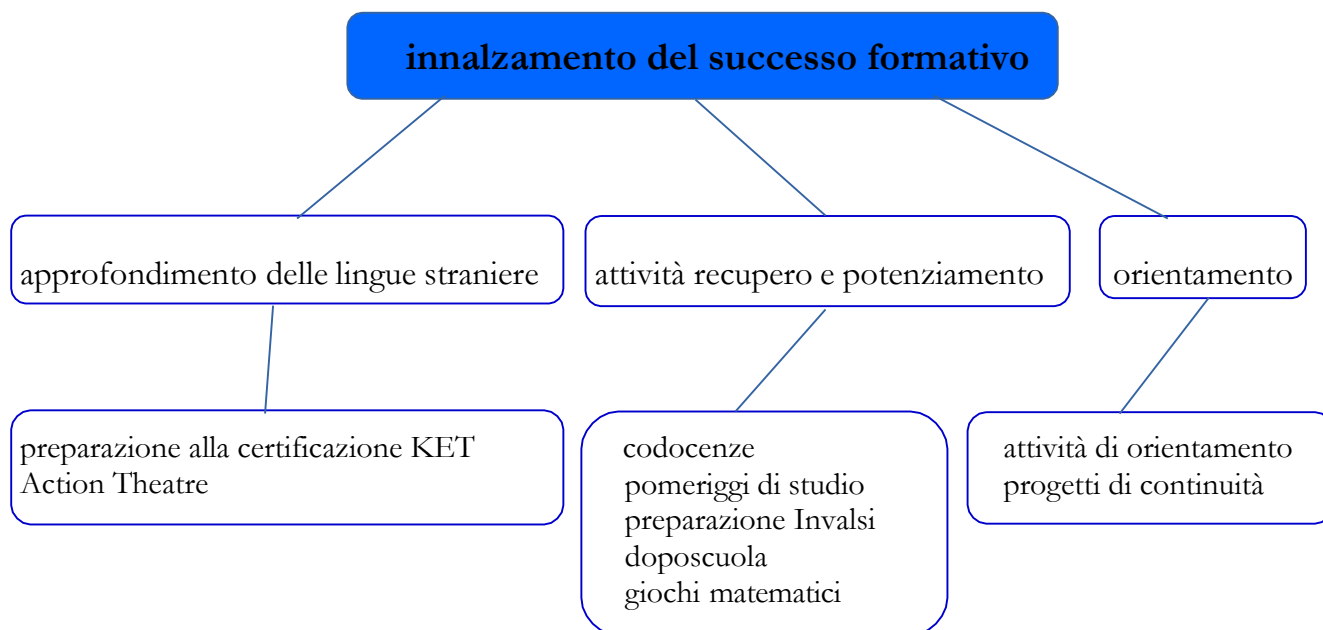 innalzamento del successo formativo
approfondimento delle lingue straniere
attività recupero e potenziamento
orientamento
preparazione alla certificazione KET
Action Theatre
codocenze
pomeriggi di studio
preparazione Invalsi
doposcuola
giochi matematici
attività di orientamento
progetti di continuità